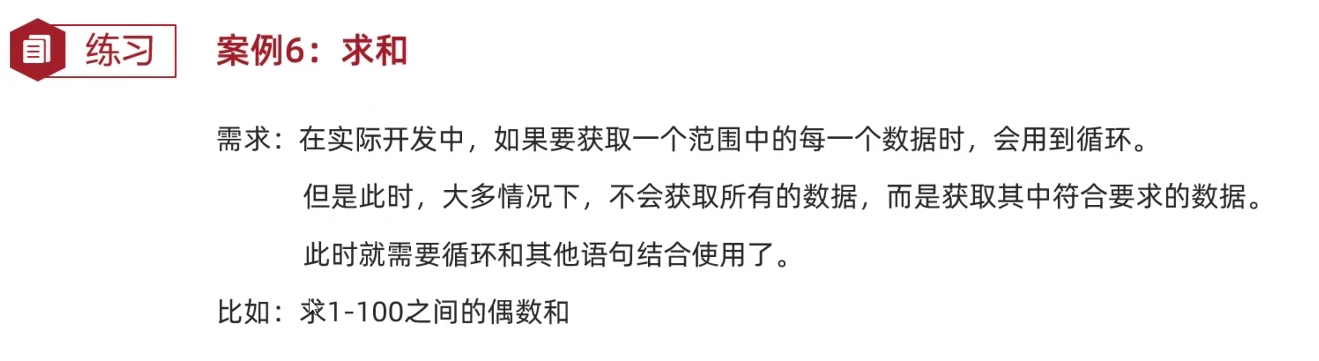 练习 案例6：求和
需求：在实际开发中，如果要获取一个范围中的每一个数据时，会用到循环。
但是此时，大多情况下，不会获取所有的数据，而是获取其中符合要求的数据。
此时就需要循环和其他语句结合使用了。
比如：求1-100之间的偶数和